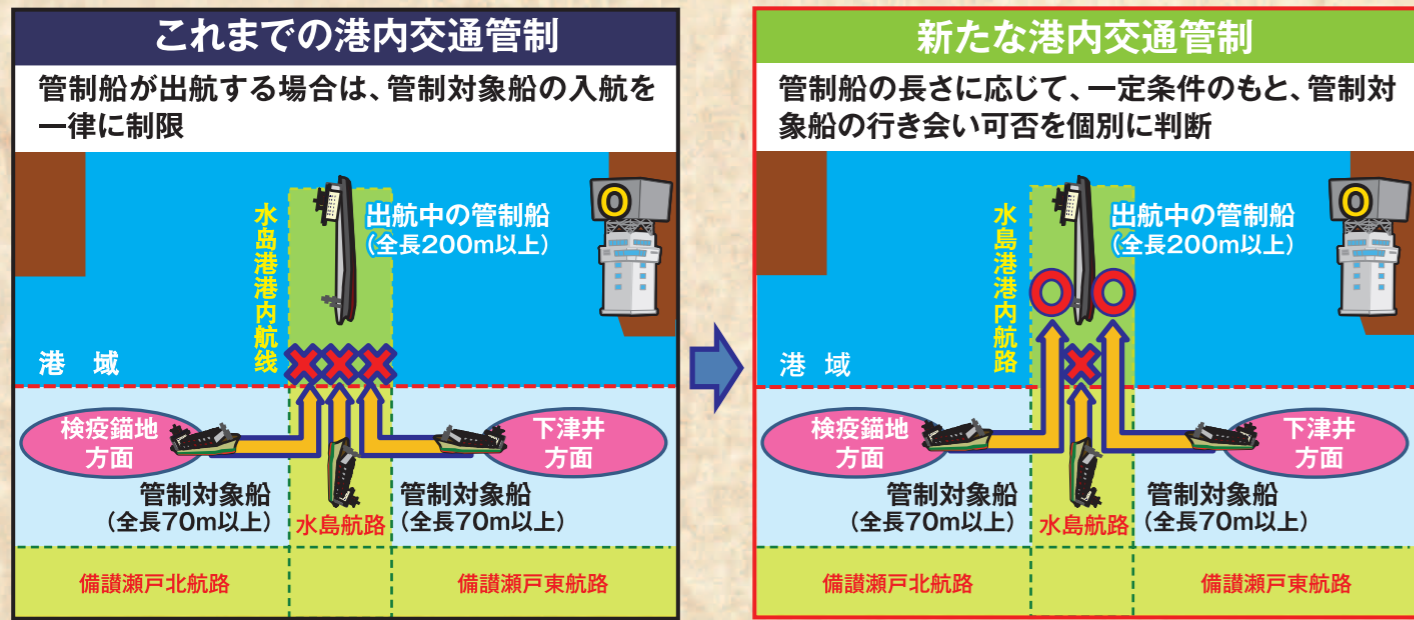 これまでの港内交通管制
管制船が出航する場合は、管制対象船の入航を
一律に制限
水岛港港内航线
出航中の管制船
(全長200m以上)
O
港 域
検疫錨地
方面
下津井
方面
管制対象船
(全長70m以上)
水島航路
管制対象船
(全長70m以上)
備讃瀬戸北航路
備讃瀬戸東航路
新たな港内交通管制
管制船の長さに応じて、一定条件のもと、管制対
象船の行き会い可否を個別に判断
水島港港内航路
出航中の管制船
(全長200m以上)
O
港 域
検疫錨地
方面
下津井
方面
管制対象船
(全長70m以上)
水島航路
管制対象船
(全長70m以上)
備讃瀬戸北航路
備讃瀬戸東航路